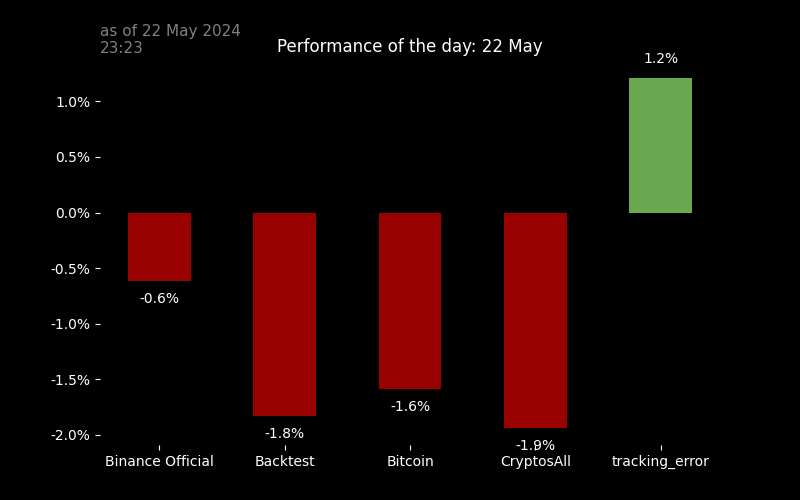 as of 22 May 2024
23:23
Performance of the day: 22 May
1.2%
1.0%
0.5%
0.0%
-0.5%
-1.0%
-1.5%
-2.0%
-0.6%
-1.8%
-1.6%
-1.9%
Binance Official
Backtest
Bitcoin
CryptosAll
tracking_error